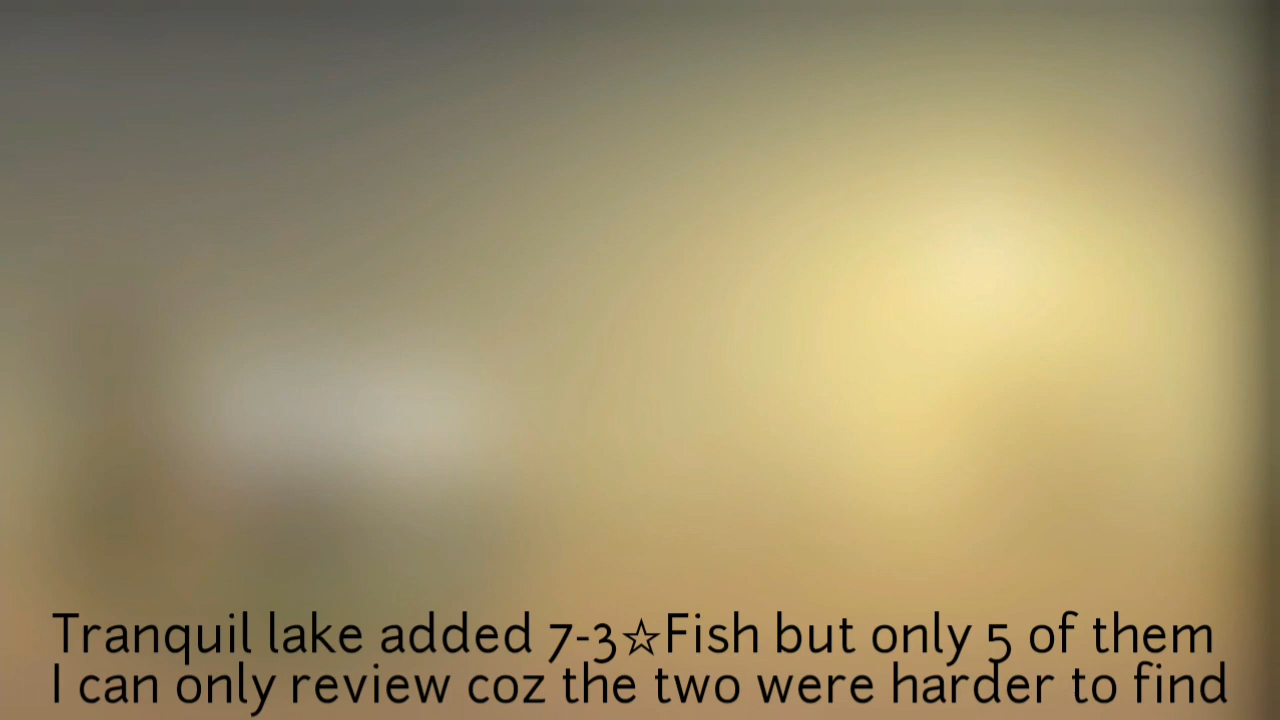 Tranquil lake added 7-3☆Fish but only 5 of them
I can only review coz the two were harder to find